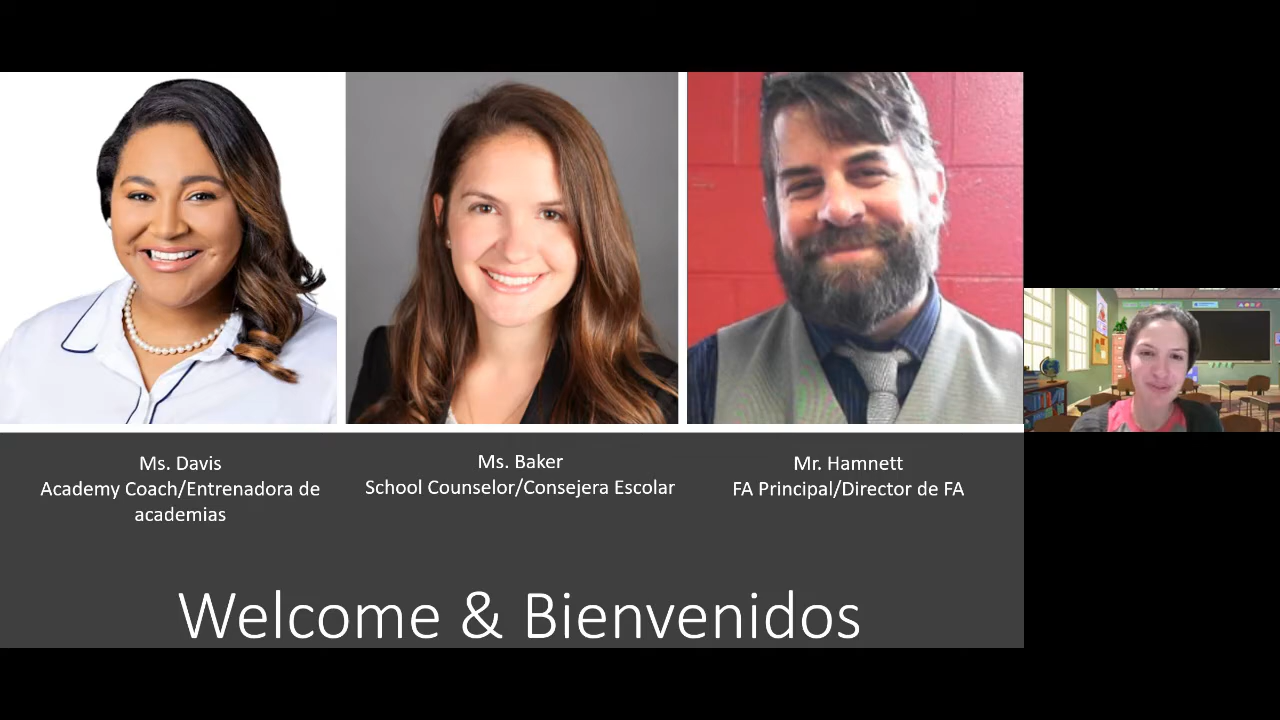 Ms. Davis
Academy Coach/Entrenadora de
academias
Ms. Baker
School Counselor/Consejera Escolar
Mr. Hamnett
FA Principal/Director de FA
Welcome & Bienvenidos